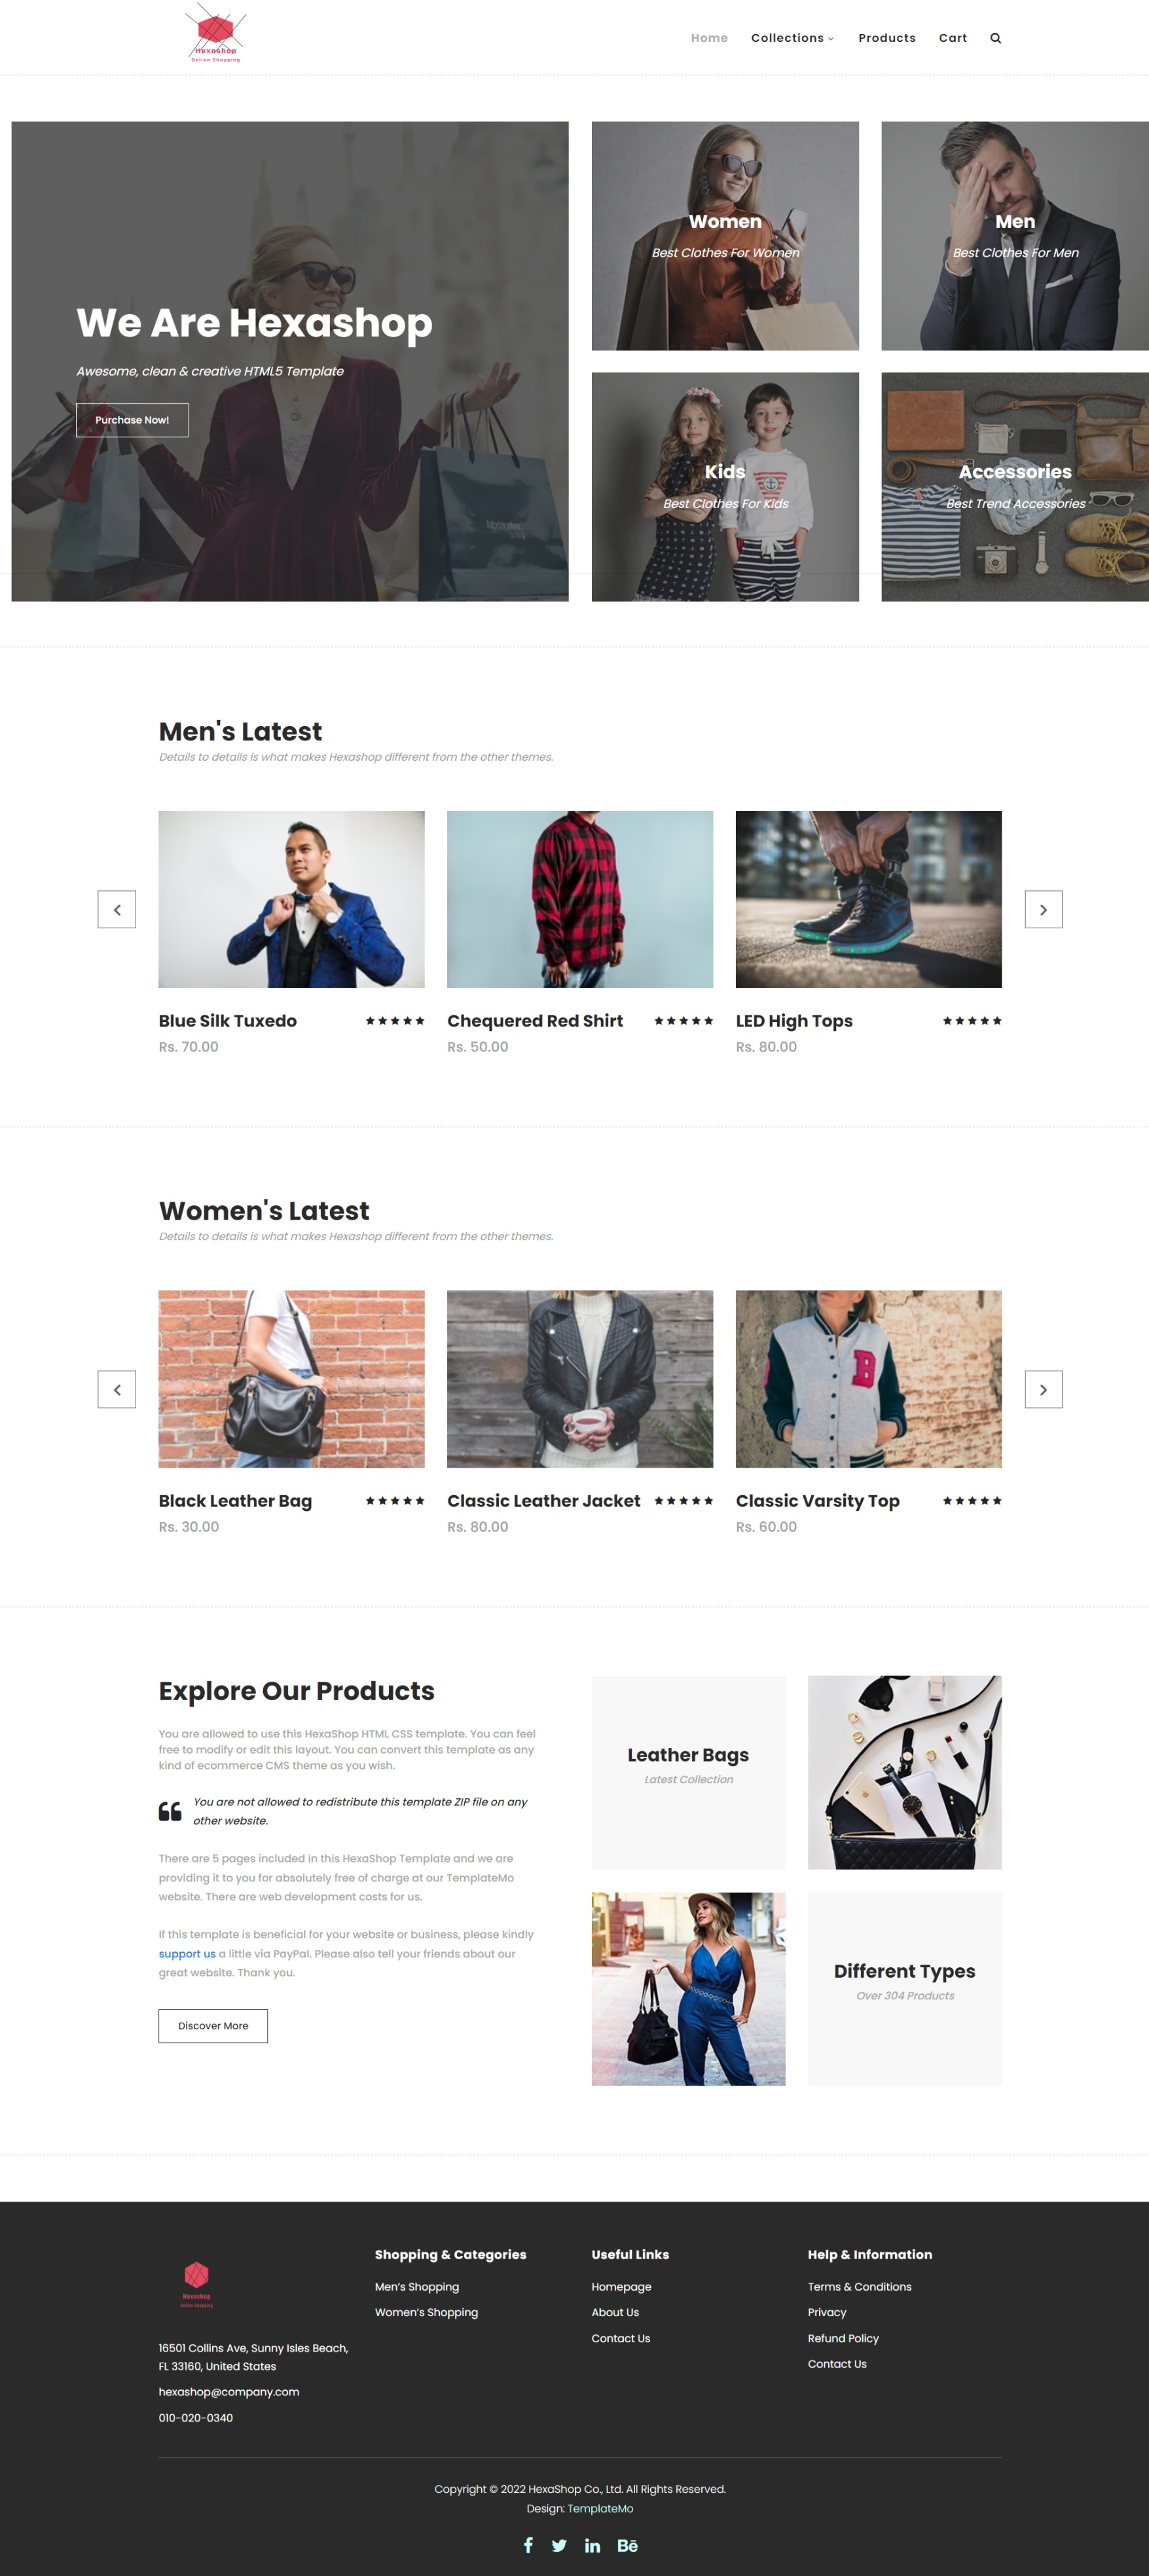 Hexashop
Online Shopping
Home Collections Products Cart
We Are Hexashop
Awesome, clean & creative HTML5 Template
Purchase Now!
Women
Best Clothes For Women
Men
Best Clothes For Men
Kids
Best Clothes For Kids
Accessories
Best Trend Accessories
Men's Latest
Details to details is what makes Hexashop different from the other themes.
Blue Silk Tuxedo
Rs. 70.00
Chequered Red Shirt
Rs. 50.00
LED High Tops
Rs. 80.00
Women's Latest
Details to details is what makes Hexashop different from the other themes.
B
Black Leather Bag
Rs. 30.00
Classic Leather Jacket
Rs. 80.00
Classic Varsity Top
Rs. 60.00
Explore Our Products
You are allowed to use this HexaShop HTML CSS template. You can feel
free to modify or edit this layout. You can convert this template as any
kind of ecommerce CMS theme as you wish.
You are not allowed to redistribute this template ZIP file on any
other website.
There are 5 pages included in this HexaShop Template and we are
providing it to you for absolutely free of charge at our TemplateMo
website. There are web development costs for us.
If this template is beneficial for your website or business, please kindly
support us a little via PayPal. Please also tell your friends about our
great website. Thank you.
Discover More
Leather Bags
Latest Collection
Different Types
Over 304 Products
Hexashop
Online Shopping
16501 Collins Ave, Sunny Isles Beach,
FL 33160, United States
hexashop@company.com
010-020-0340
Shopping & Categories
Men's Shopping
Women's Shopping
Useful Links
Homepage
About Us
Contact Us
Help & Information
Terms & Conditions
Privacy
Refund Policy
Contact Us
Copyright © 2022 HexaShop Co., Ltd. All Rights Reserved.
Design: TemplateMo
Bē